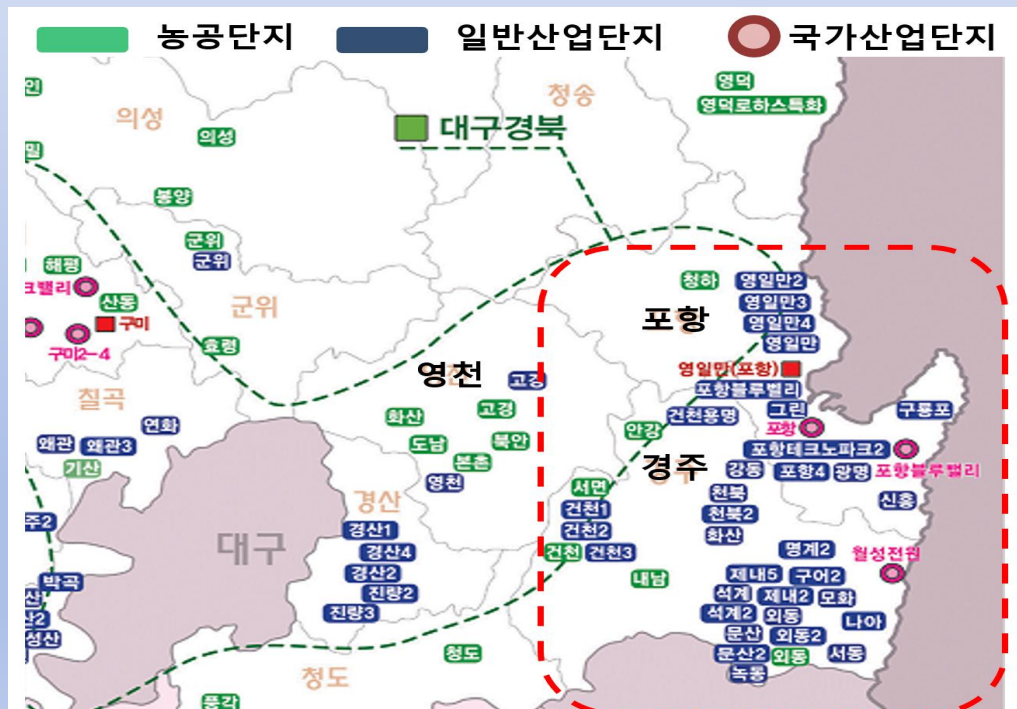 농공단지 일반산업단지 국가산업단지
영덕
영덕로하스특화
청송
의성
의성
대구경북
봉양
군위
군위
해평
산동
구미
구미2-4
군위
효령
칠곡
청하
영일만2
영일만3
포항
영일만4
영일만
영천
고경
영일만(포항)
포항블루벨리
화산
고경
건천용명
그린
구룡포
연화
왜관
왜관3
기산
도남
북안
본촌
영천
안강
포항
포항테크노파크2
경주
강동
포항4
광명
포항블루밸리
서면
천북
신흥
경산
건천1
천북2
경산1
건천2
화산
대구
경산4
건천
건천3
명계2
월성전원
경산2
내남
제내5
구어2
박곡
진량2
석계
제내2
모화
진량3
석계2
외동
나아
문산
외동2
성산
청도
문산2
외동
서동
녹동
청도
풍각